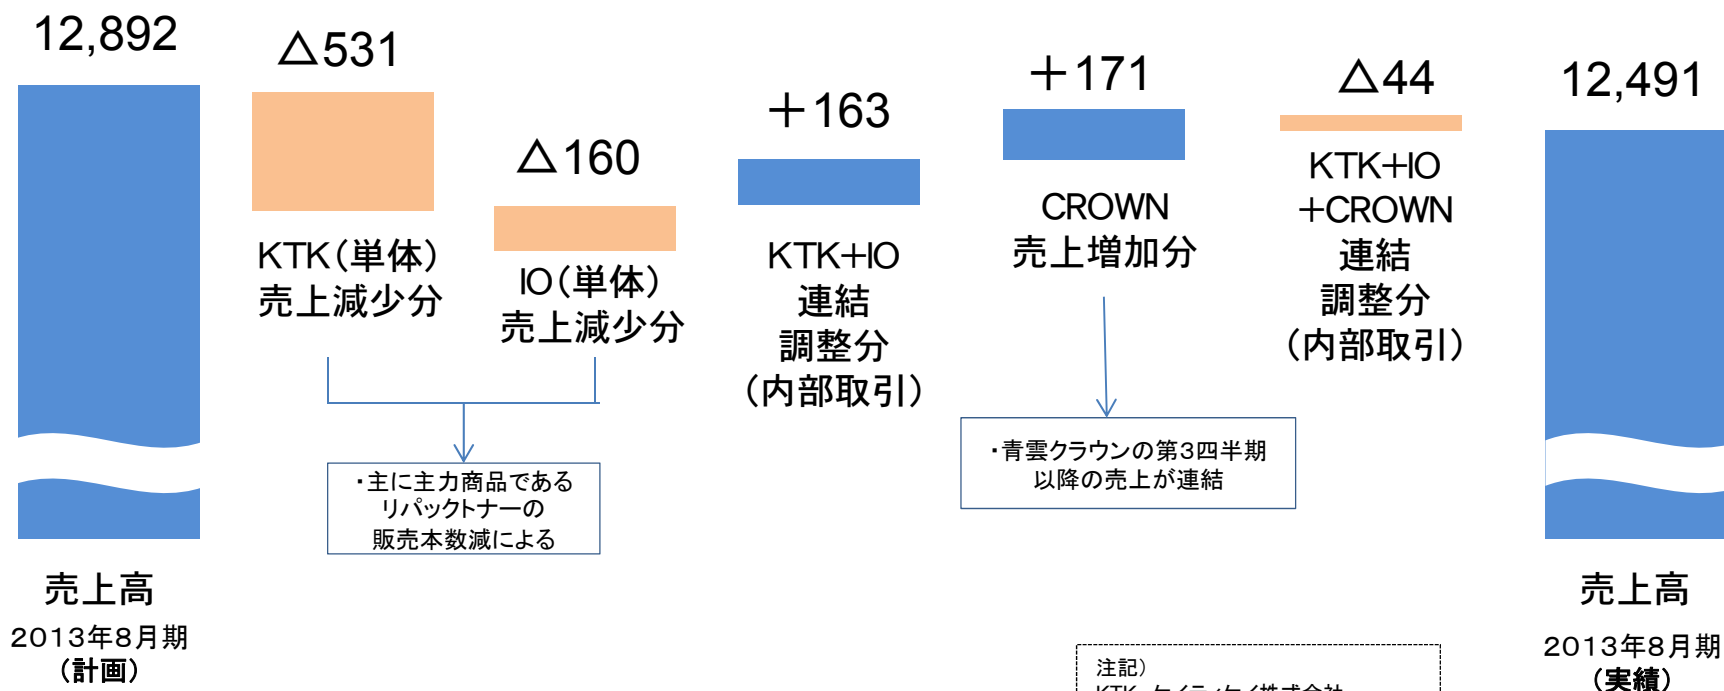 12,892
売上高
2013年8月期
(計画)
△531
KTK(単体)
売上減少分
△160
IO(単体)
売上減少分
・主に主力商品である
リパックトナーの
販売本数減による
+163
KTK+IO
連結
調整分
(内部取引)
+171
CROWN
売上増加分
・青雲クラウンの第3四半期
以降の売上が連結
△44
KTK+IO
+CROWN
連結
調整分
(内部取引)
12,491
売上高
2013年8月期
(実績)
注記)